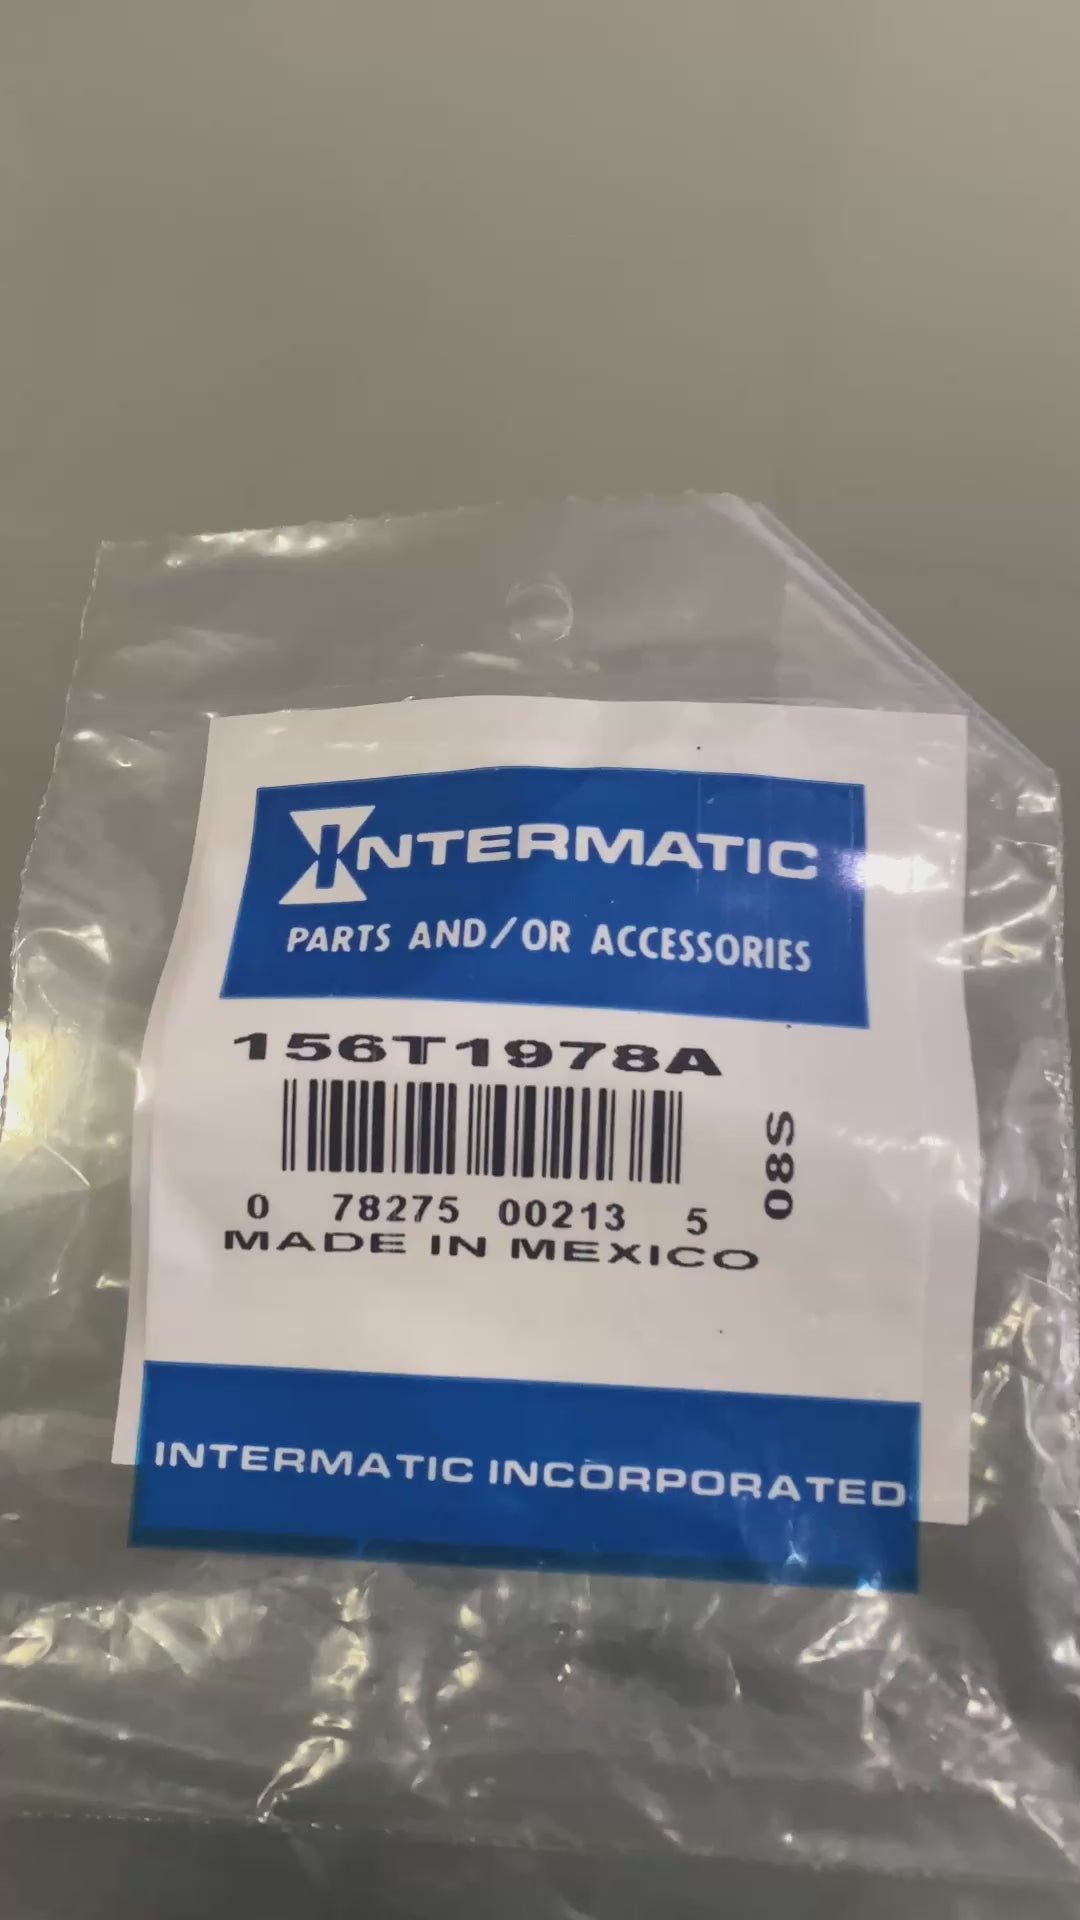 INTERMATIC
PARTS AND/OR ACCESSORIES
156T1978A
08S
0 78275 00213 5
MADE IN MEXICO
INTERMATIC INCORPORATED